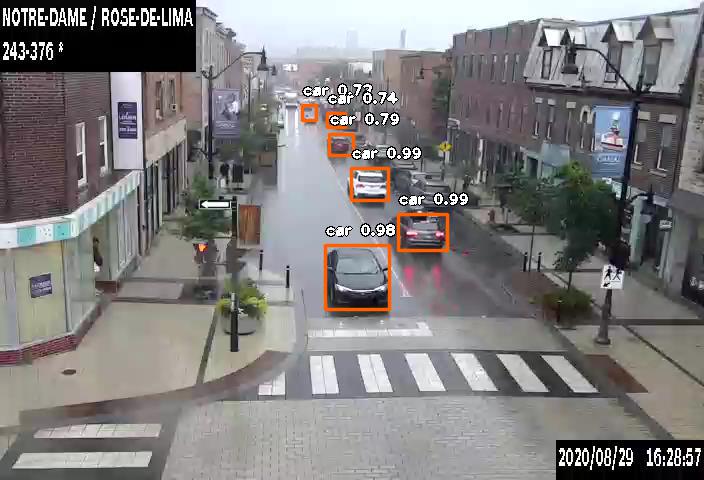 NOTRE-DAME / ROSE-DE-LIMA
243-376 *
car 0.73
car 0.74
car 0.79
car 0.99
car 0.99
car 0.98
2020/08/29 16:28:57